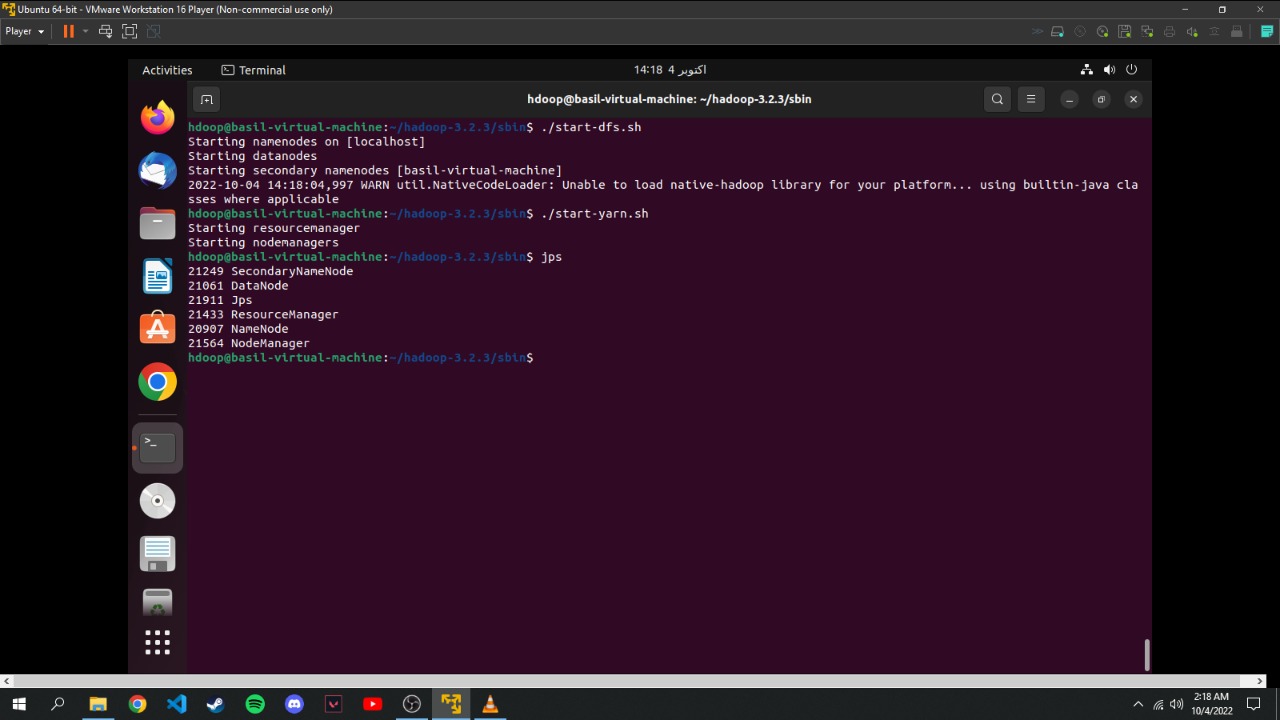 Ubuntu 64-bit - VMware Workstation 16 Player (Non-commercial use only)
Player
Activities
Terminal
14:18 4 اكتوبر
hdoop@basil-virtual-machine: ~/hadoop-3.2.3/sbin
hdoop@basil-virtual-machine:~/hadoop-3.2.3/sbin$ ./start-dfs.sh
Starting namenodes on [localhost]
Starting datanodes
Starting secondary namenodes [basil-virtual-machine]
2022-10-04 14:18:04,997 WARN util.NativeCodeLoader: Unable to load native-hadoop library for your platform... using builtin-java cla
sses where applicable
hdoop@basil-virtual-machine:~/hadoop-3.2.3/sbin$ ./start-yarn.sh
Starting resourcemanager
Starting nodemanagers
hdoop@basil-virtual-machine:~/hadoop-3.2.3/sbin$ jps
21249 SecondaryNameNode
21061 DataNode
21911 Jps
21433 ResourceManager
20907 NameNode
21564 NodeManager
hdoop@basil-virtual-machine:~/hadoop-3.2.3/sbin$
2:18 AM
10/4/2022